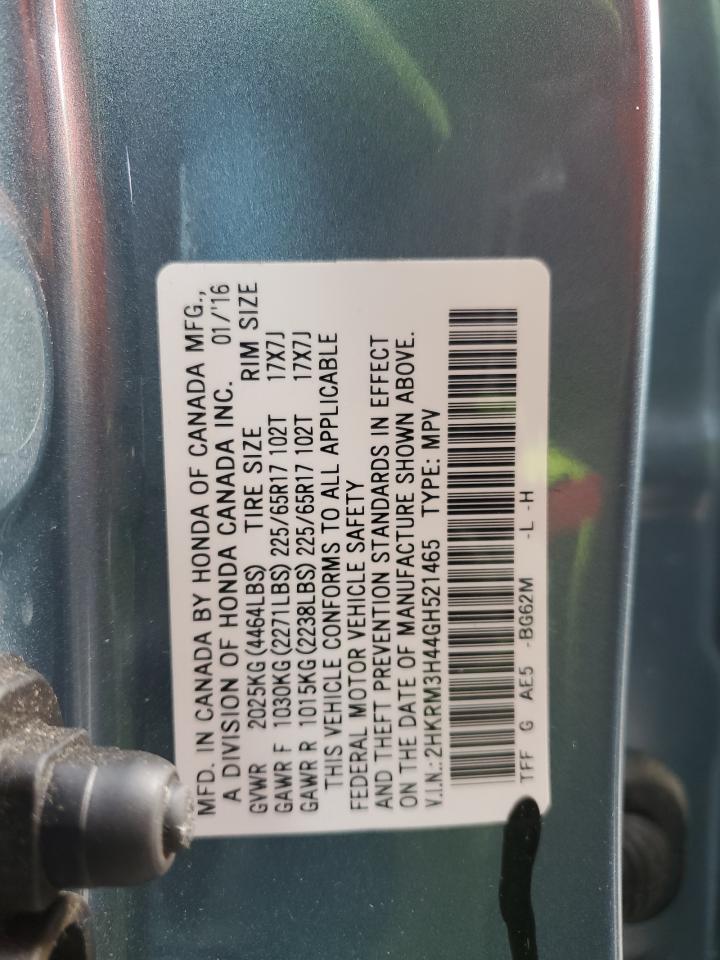 MFD. IN CANADA BY HONDA OF CANADA MFG.,
A DIVISION OF HONDA CANADA INC. 01/'16
GVWR 2025KG(4464LBS) TIRE SIZE RIM SIZE
GAWR F 1030KG(2271LBS) 225/65R17 102T 17X7J
GAWR R 1015KG(2238LBS) 225/65R17 102T 17X7J
THIS VEHICLE CONFORMS TO ALL APPLICABLE
FEDERAL MOTOR VEHICLE SAFETY
AND THEFT PREVENTION STANDARDS IN EFFECT
ON THE DATE OF MANUFACTURE SHOWN ABOVE.
V.I.N.: 2HKRM3H44GH521465 TYPE: MPV
TFF G AE5 -BG62M -L -H